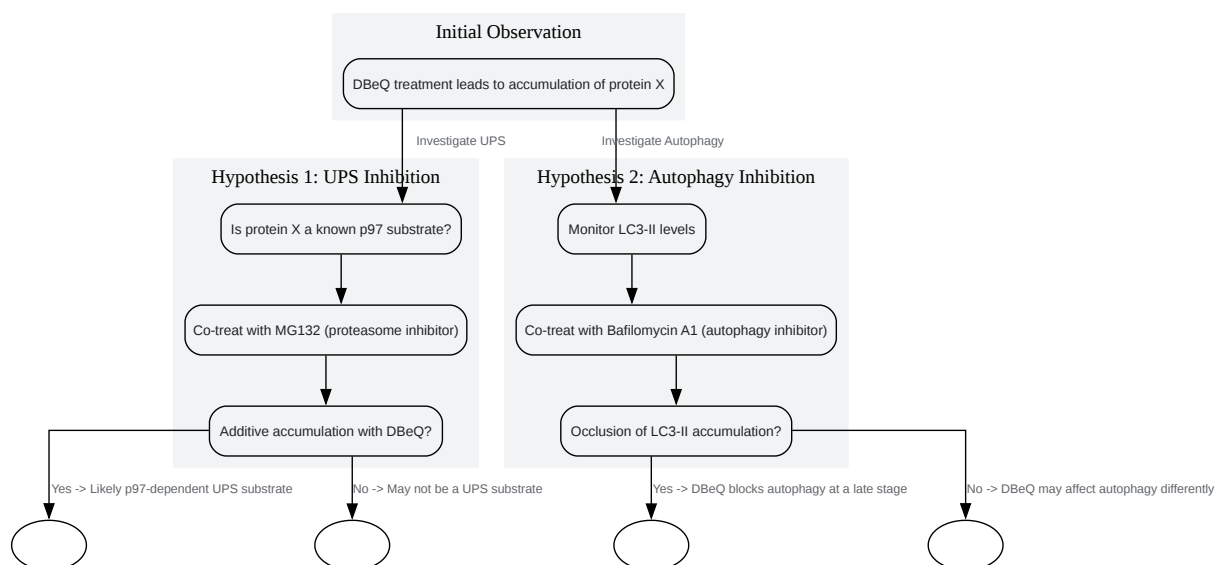 Initial Observation
DBeQ treatment leads to accumulation of protein X
Investigate UPS
Investigate Autophagy
Hypothesis 1: UPS Inhibition
Hypothesis 2: Autophagy Inhibition
Is protein X a known p97 substrate?
Monitor LC3-II levels
Co-treat with MG132 (proteasome inhibitor)
Co-treat with Bafilomycin A1 (autophagy inhibitor)
Additive accumulation with DBeQ?
Occlusion of LC3-II accumulation?
Yes -> Likely p97-dependent UPS substrate
No -> May not be a UPS substrate
Yes -> DBeQ blocks autophagy at a late stage
No -> DBeQ may affect autophagy differently